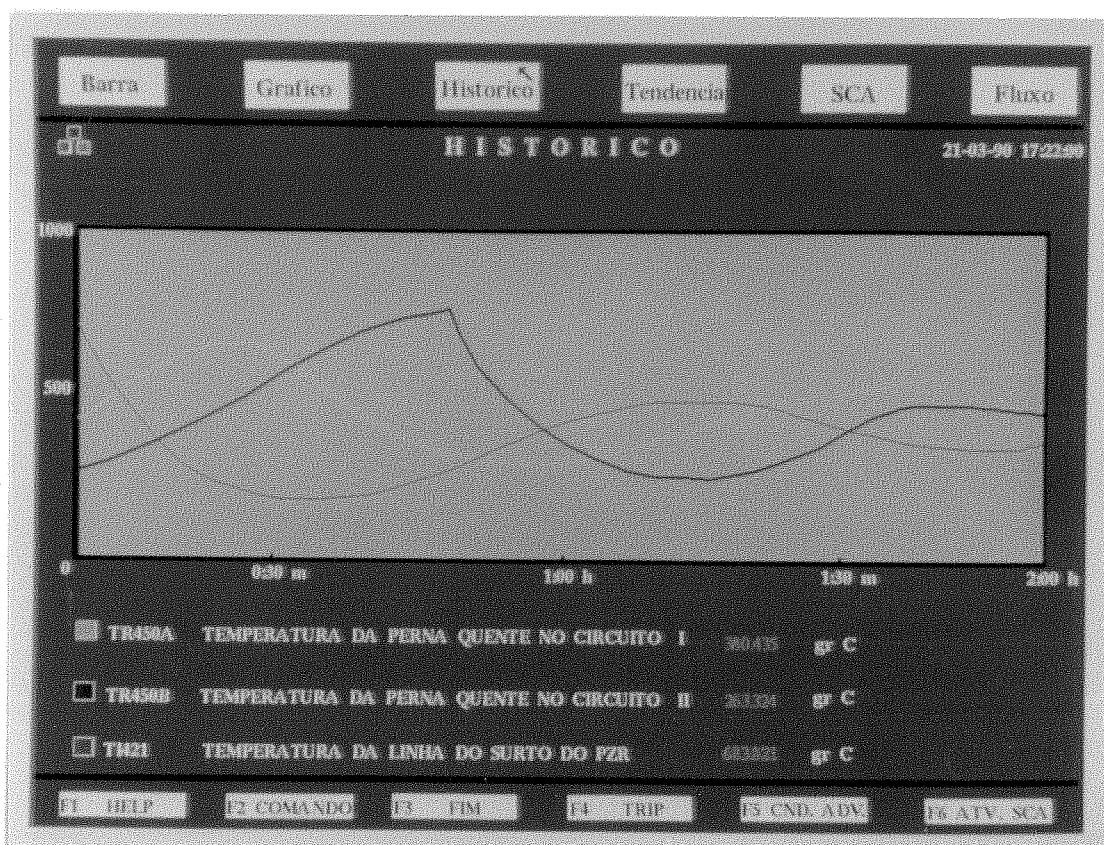 Barra Grafico Historico Tendencia SCA Fluxo
HISTORICO 21-03-90 17:22:00
1000
500
0 0:30 m 1:00 h 1:30 m 2:00 h
TR450A TEMPERATURA DA PERNA QUENTE NO CIRCUITO I gr C
TR450B TEMPERATURA DA PERNA QUENTE NO CIRCUITO II 263.324 gr C
TI421 TEMPERATURA DA LINHA DO SURTO DO PZR gr C
F1 HELP F2 COMANDO F3 FIM F4 TRIP F5 CND. ADV. F6 ATV. SCA